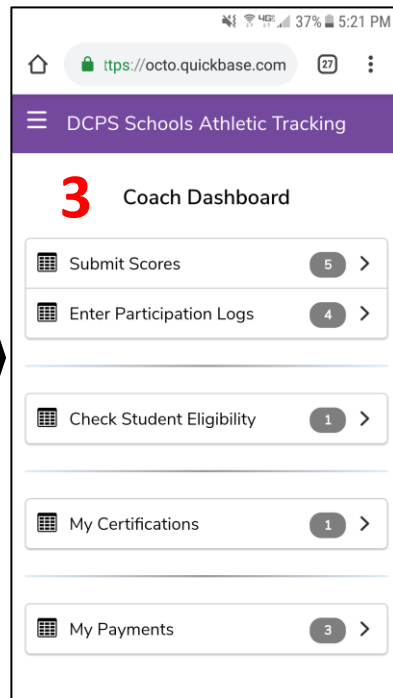 37% 5:21 PM
ttps://octo.quickbase.com 27
DCPS Schools Athletic Tracking
3 Coach Dashboard
Submit Scores 5
Enter Participation Logs 4
Check Student Eligibility 1
My Certifications 1
My Payments 3